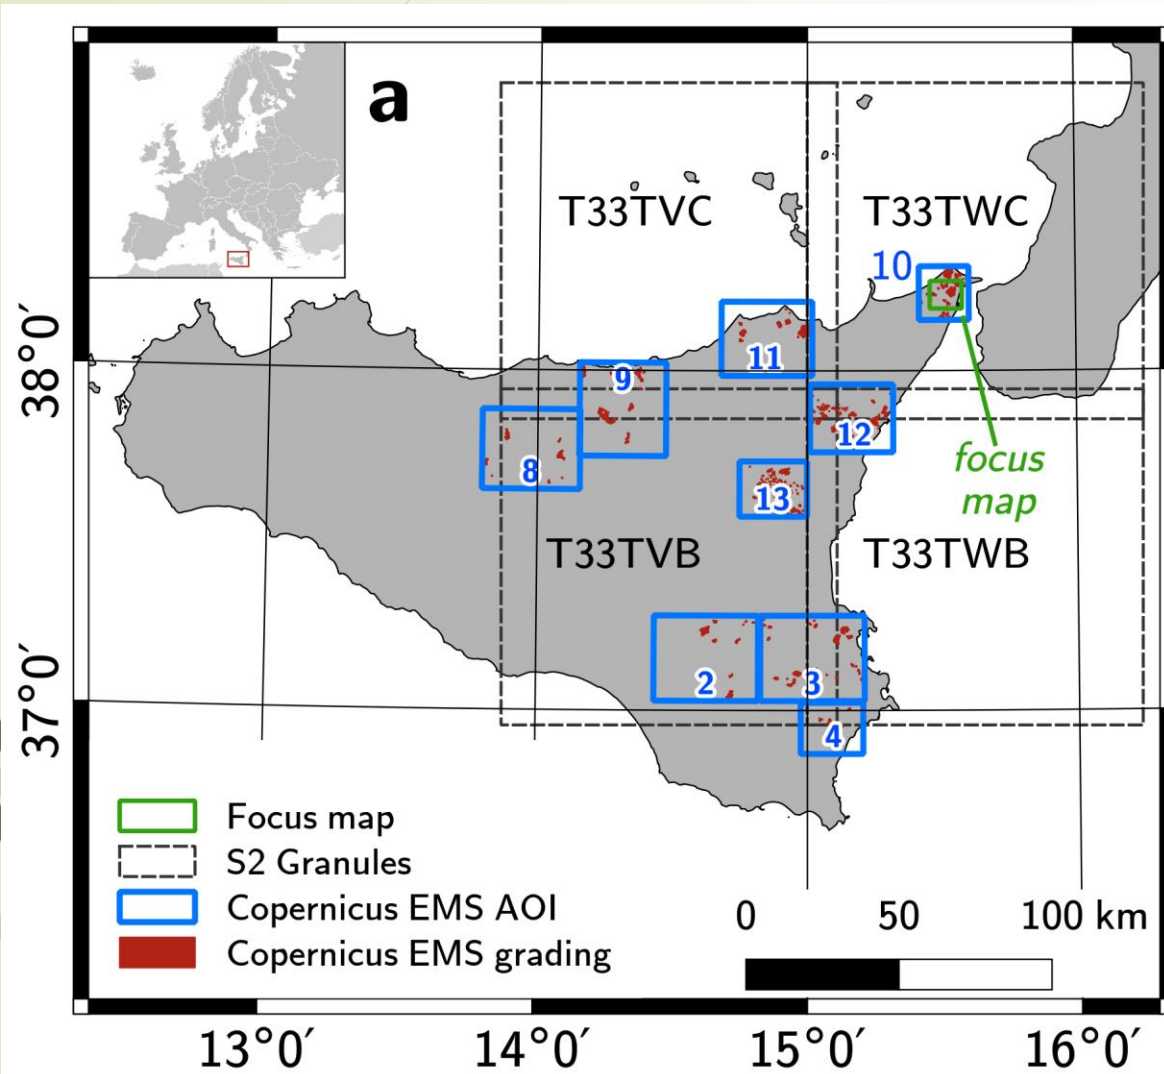 a
T33TVC
T33TWC
10
11
9
12
8
13
focus
map
T33TVB
T33TWB
2
3
4
38°0′
37°0′
Focus map
S2 Granules
Copernicus EMS AOI
Copernicus EMS grading
0 50 100 km
13°0′ 14°0′ 15°0′ 16°0′